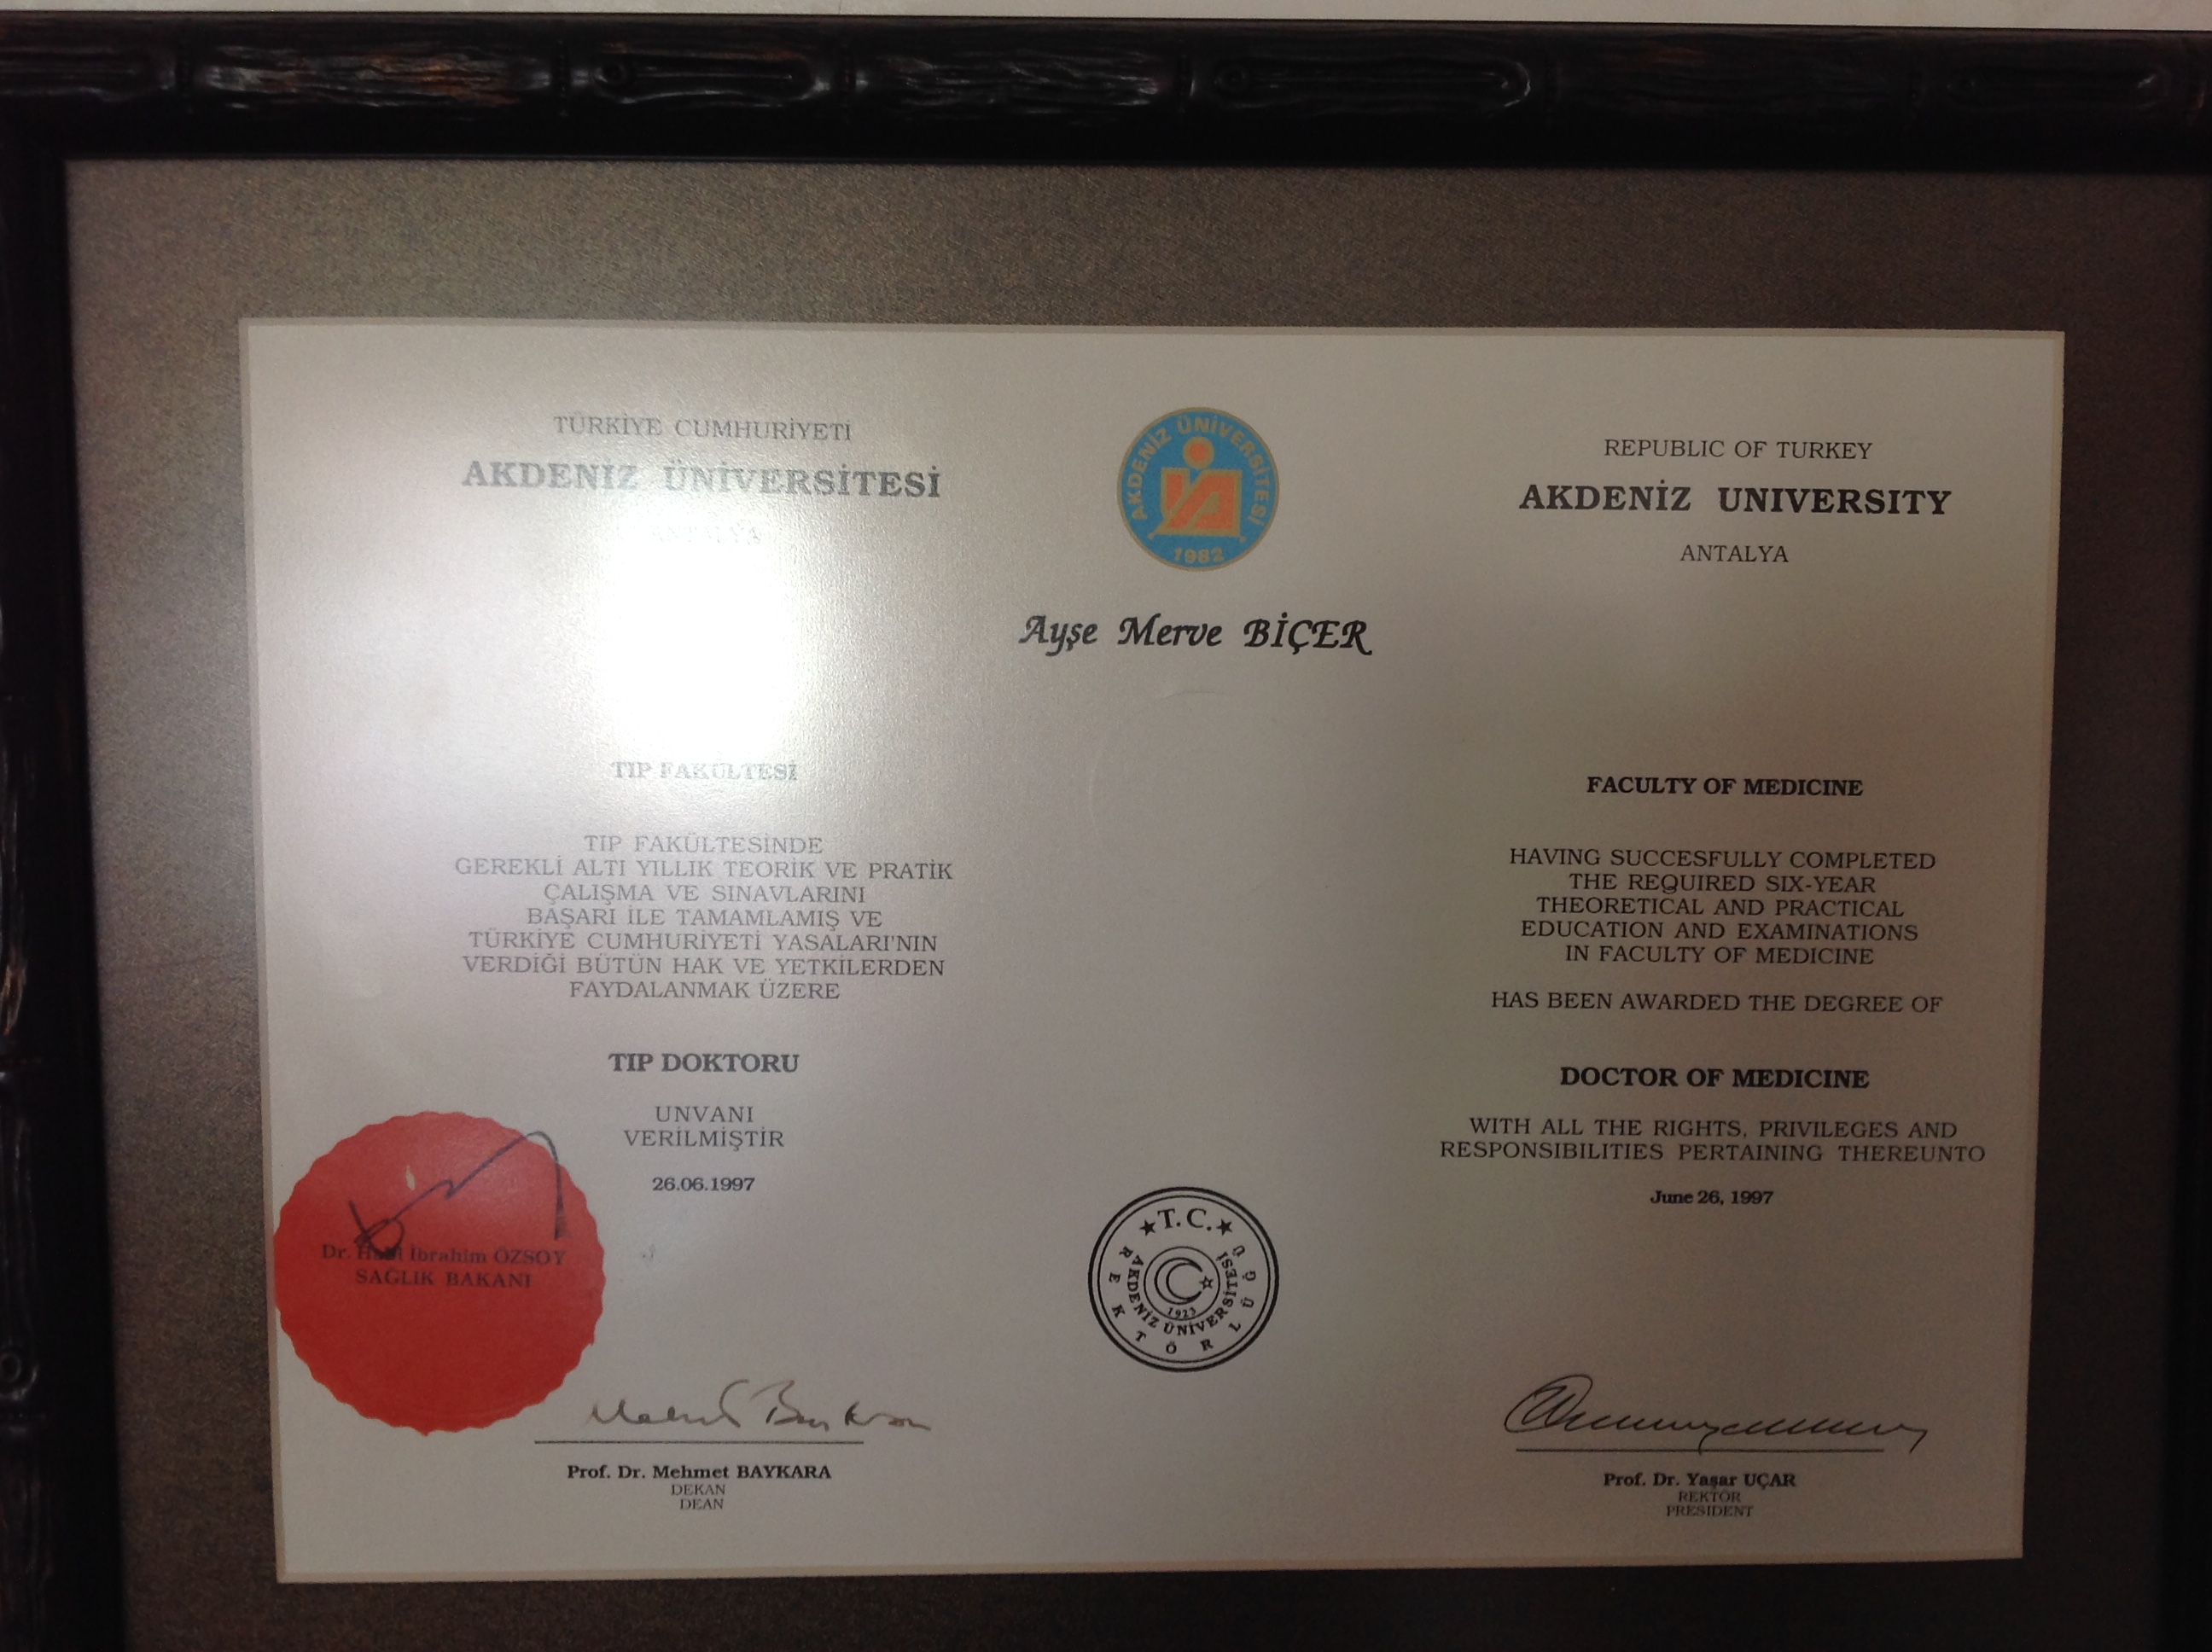 TÜRKİYE CUMHURİYETİ
AKDENİZ ÜNİVERSİTESİ
ANTALYA
AKDENİZ ÜNİVERSİTESİ
1982
REPUBLIC OF TURKEY
AKDENİZ UNIVERSITY
ANTALYA
Ayşe Merve BİÇER
TIP FAKÜLTESİ
TIP FAKÜLTESİNDE
GEREKLİ ALTI YILLIK TEORİK VE PRATİK
ÇALIŞMA VE SINAVLARINI
BAŞARI İLE TAMAMLAMIŞ VE
TÜRKİYE CUMHURİYETİ YASALARI'NIN
VERDİĞİ BÜTÜN HAK VE YETKİLERDEN
FAYDALANMAK ÜZERE
TIP DOKTORU
UNVANI
VERİLMİŞTİR
26.06.1997
FACULTY OF MEDICINE
HAVING SUCCESFULLY COMPLETED
THE REQUIRED SIX-YEAR
THEORETICAL AND PRACTICAL
EDUCATION AND EXAMINATIONS
IN FACULTY OF MEDICINE
HAS BEEN AWARDED THE DEGREE OF
DOCTOR OF MEDICINE
WITH ALL THE RIGHTS, PRIVILEGES AND
RESPONSIBILITIES PERTAINING THEREUNTO
June 26, 1997
Dr. İbrahim ÖZSOY
SAĞLIK BAKANI
T.C.
AKDENİZ ÜNİVERSİTESİ
REKTÖRLÜĞÜ
1923
Prof. Dr. Mehmet BAYKARA
DEKAN
DEAN
Prof. Dr. Yaşar UÇAR
REKTÖR
PRESIDENT